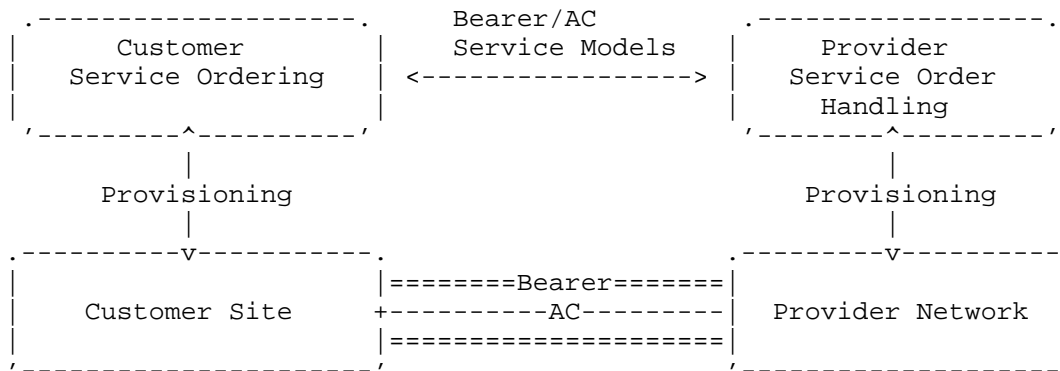 Bearer/AC
Customer Service Models Provider
Service Ordering <-----------------> Service Order
Handling
Provisioning Provisioning
========Bearer=======
Customer Site +----------AC---------| Provider Network
=====================